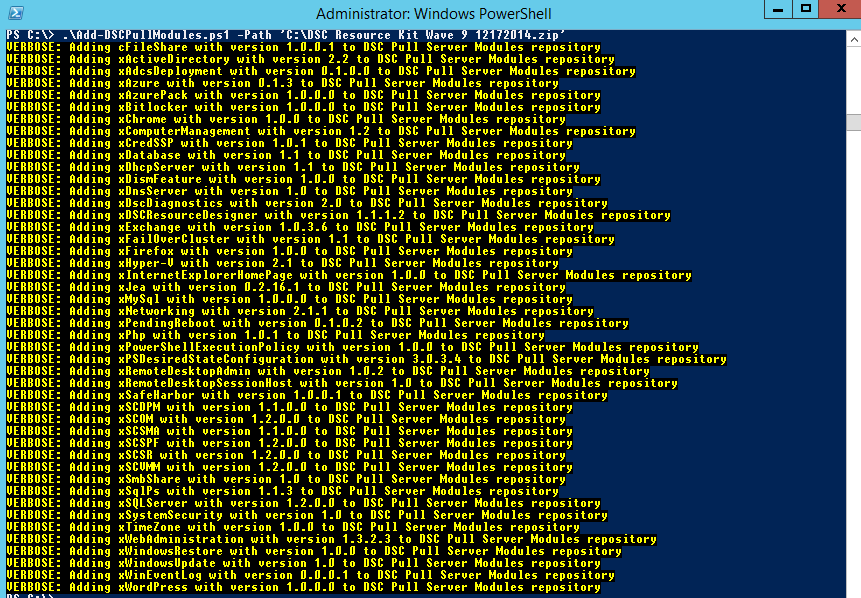 Administrator: Windows PowerShell
PS C:\> .\Add-DSCPullModules.ps1 -Path 'C:\DSC Resource Kit Wave 9 12172014.zip'
VERBOSE: Adding cFileShare with version 1.0.0.1 to DSC Pull Server Modules repository
VERBOSE: Adding xActiveDirectory with version 2.2 to DSC Pull Server Modules repository
VERBOSE: Adding xAdcsDeployment with version 0.1.0.0 to DSC Pull Server Modules repository
VERBOSE: Adding xAzure with version 0.1.3 to DSC Pull Server Modules repository
VERBOSE: Adding xAzurePack with version 1.0.0.0 to DSC Pull Server Modules repository
VERBOSE: Adding xBitlocker with version 1.0.0.0 to DSC Pull Server Modules repository
VERBOSE: Adding xChrome with version 1.0.0 to DSC Pull Server Modules repository
VERBOSE: Adding xComputerManagement with version 1.2 to DSC Pull Server Modules repository
VERBOSE: Adding xCredSSP with version 1.0.1 to DSC Pull Server Modules repository
VERBOSE: Adding xDatabase with version 1.1 to DSC Pull Server Modules repository
VERBOSE: Adding xDhcpServer with version 1.1 to DSC Pull Server Modules repository
VERBOSE: Adding xDismFeature with version 1.0.0 to DSC Pull Server Modules repository
VERBOSE: Adding xDnsServer with version 1.0 to DSC Pull Server Modules repository
VERBOSE: Adding xDscDiagnostics with version 2.0 to DSC Pull Server Modules repository
VERBOSE: Adding xDSCResourceDesigner with version 1.1.1.2 to DSC Pull Server Modules repository
VERBOSE: Adding xExchange with version 1.0.3.6 to DSC Pull Server Modules repository
VERBOSE: Adding xFailOverCluster with version 1.1 to DSC Pull Server Modules repository
VERBOSE: Adding xFirefox with version 1.0.0 to DSC Pull Server Modules repository
VERBOSE: Adding xHyper-V with version 2.1 to DSC Pull Server Modules repository
VERBOSE: Adding xInternetExplorerHomePage with version 1.0.0 to DSC Pull Server Modules repository
VERBOSE: Adding xJea with version 0.2.16.1 to DSC Pull Server Modules repository
VERBOSE: Adding xMySql with version 1.0.0.0 to DSC Pull Server Modules repository
VERBOSE: Adding xNetworking with version 2.1.1 to DSC Pull Server Modules repository
VERBOSE: Adding xPendingReboot with version 0.1.0.2 to DSC Pull Server Modules repository
VERBOSE: Adding xPhp with version 1.0.1 to DSC Pull Server Modules repository
VERBOSE: Adding xPowerShellExecutionPolicy with version 1.0.0 to DSC Pull Server Modules repository
VERBOSE: Adding xPSDesiredStateConfiguration with version 3.0.3.4 to DSC Pull Server Modules repository
VERBOSE: Adding xRemoteDesktopAdmin with version 1.0.2 to DSC Pull Server Modules repository
VERBOSE: Adding xRemoteDesktopSessionHost with version 1.0 to DSC Pull Server Modules repository
VERBOSE: Adding xSafeHarbor with version 1.0.0.1 to DSC Pull Server Modules repository
VERBOSE: Adding xSCDPM with version 1.1.0.0 to DSC Pull Server Modules repository
VERBOSE: Adding xSCOM with version 1.2.0.0 to DSC Pull Server Modules repository
VERBOSE: Adding xSCSMA with version 1.1.0.0 to DSC Pull Server Modules repository
VERBOSE: Adding xSCSPF with version 1.2.0.0 to DSC Pull Server Modules repository
VERBOSE: Adding xSCSR with version 1.2.0.0 to DSC Pull Server Modules repository
VERBOSE: Adding xSCVMM with version 1.2.0.0 to DSC Pull Server Modules repository
VERBOSE: Adding xSmbShare with version 1.0 to DSC Pull Server Modules repository
VERBOSE: Adding xSqlPs with version 1.1.3 to DSC Pull Server Modules repository
VERBOSE: Adding xSQLServer with version 1.2.0.0 to DSC Pull Server Modules repository
VERBOSE: Adding xSystemSecurity with version 1.0 to DSC Pull Server Modules repository
VERBOSE: Adding xTimeZone with version 1.0.0 to DSC Pull Server Modules repository
VERBOSE: Adding xWebAdministration with version 1.3.2.3 to DSC Pull Server Modules repository
VERBOSE: Adding xWindowsRestore with version 1.0.0 to DSC Pull Server Modules repository
VERBOSE: Adding xWindowsUpdate with version 1.0 to DSC Pull Server Modules repository
VERBOSE: Adding xWinEventLog with version 0.0.0.1 to DSC Pull Server Modules repository
VERBOSE: Adding xWordPress with version 1.0.0.0 to DSC Pull Server Modules repository
PS C:\>